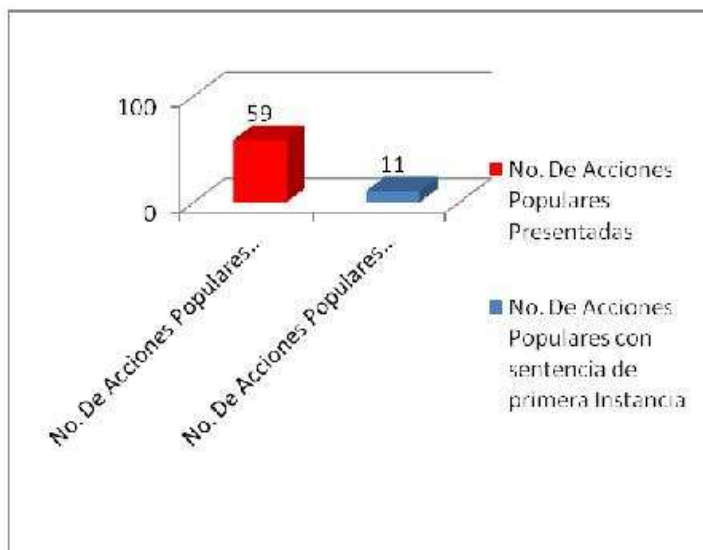 100
59
11
0
No. De Acciones Populares..
No. De Acciones Populares..
No. De Acciones
Populares
Presentadas
No. De Acciones
Populares con
sentencia de
primera Instancia